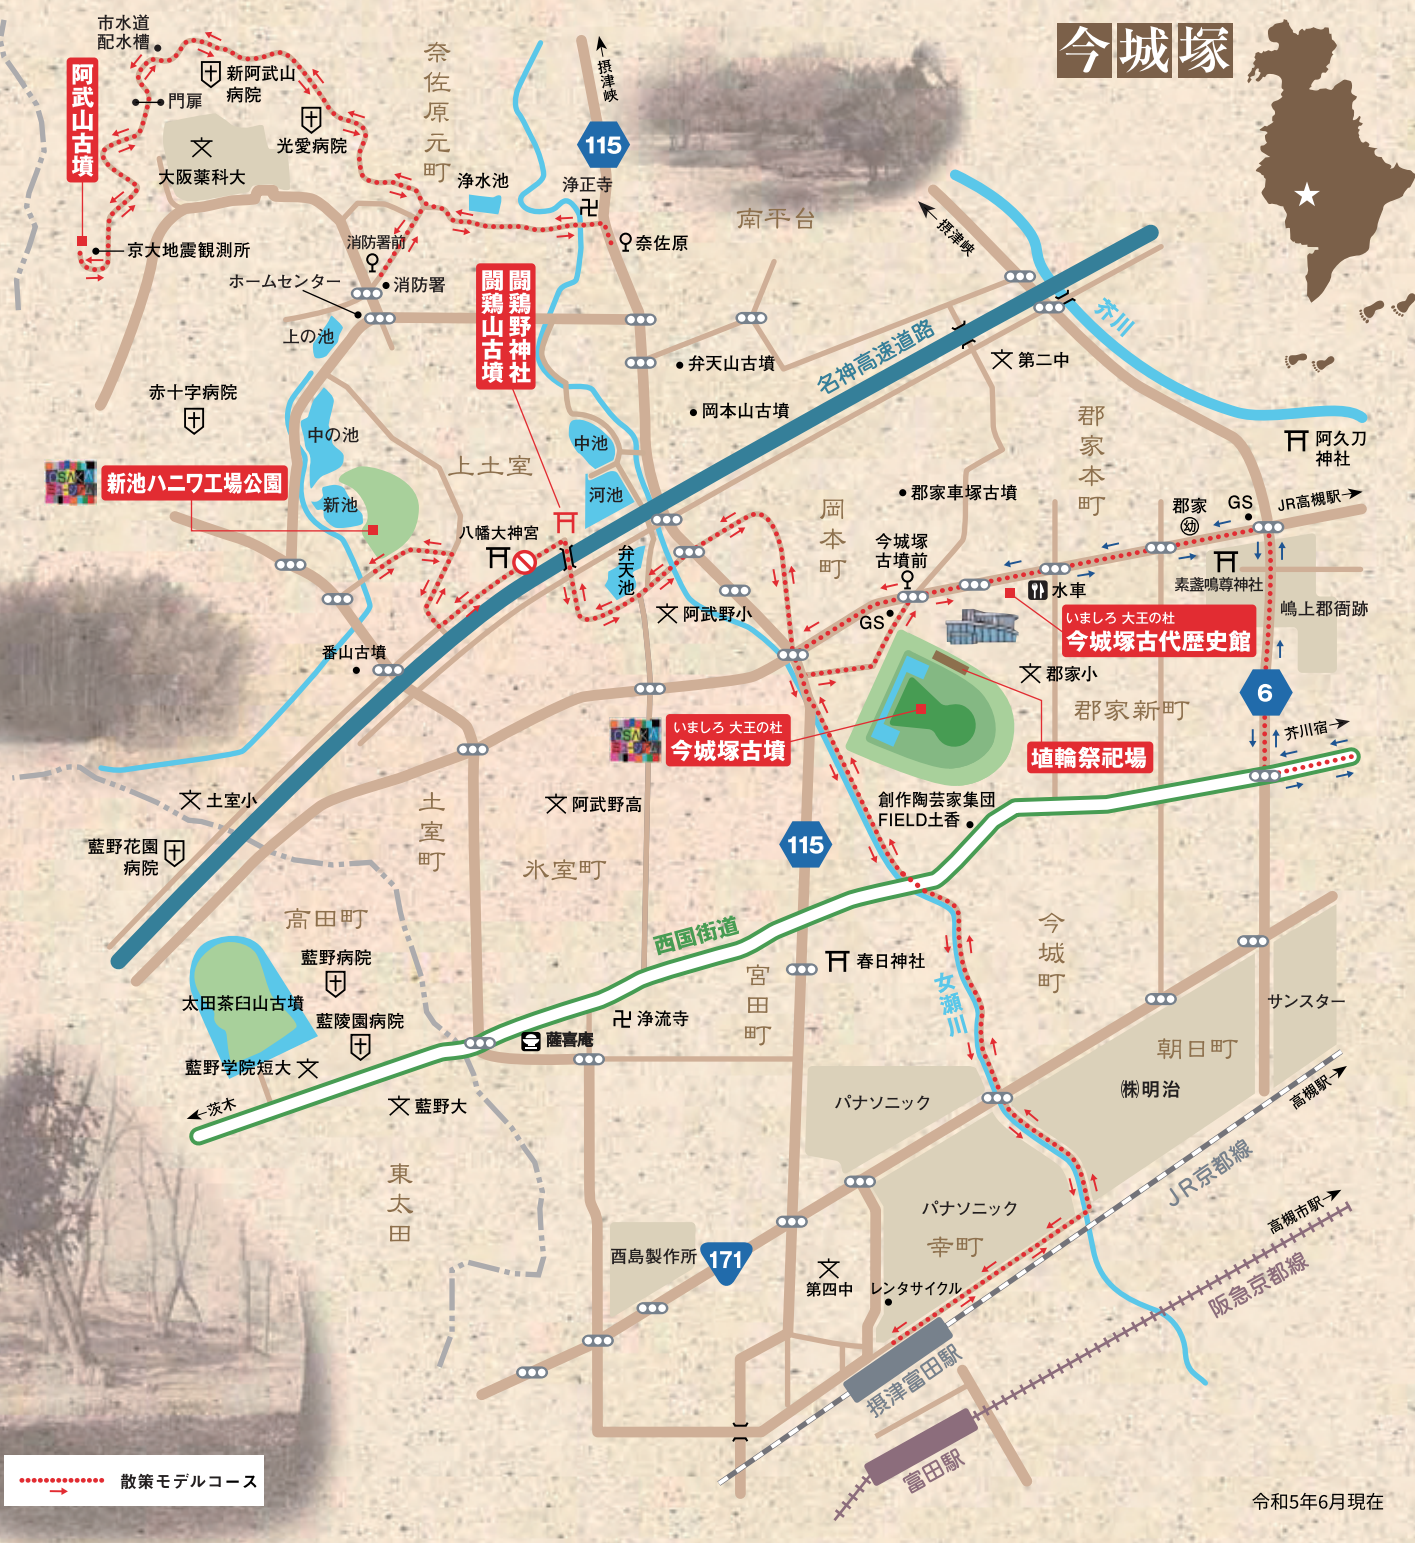 今城塚
市水道
配水槽
阿武山古墳
門扉
新阿武山
病院
光愛病院
大阪薬科大
奈佐原元町
浄水池
摂津峡
115
浄正寺
奈佐原
南平台
摂津峡
京大地震観測所
消防署前
消防署
ホームセンター
上の池
闘鶏野神社
闘鶏山古墳
弁天山古墳
岡本山古墳
名神高速道路
第二中
芥川
赤十字病院
中の池
新池
新池ハニワ工場公園
OSAKA
ミュージアム
上土室
中池
河池
八幡大神宮
弁天池
阿武野小
岡本町
郡家車塚古墳
今城塚
古墳前
GS
郡家本町
阿久刀
神社
郡家
幼
GS
JR高槻駅
素盞鳴尊神社
嶋上郡衙跡
水車
いましろ 大王の杜
今城塚古代歴史館
郡家小
郡家新町
6
芥川宿
番山古墳
OSAKA
ミュージアム
いましろ 大王の杜
今城塚古墳
埴輪祭祀場
創作陶芸家集団
FIELD土香
土室小
土室町
阿武野高
115
藍野花園
病院
氷室町
高田町
西国街道
藍野病院
太田茶臼山古墳
藍陵園病院
藍野学院短大
茨木
藍野大
薩喜庵
浄流寺
宮田町
春日神社
女瀬川
今城町
サンスター
朝日町
㈱明治
高槻駅
JR京都線
パナソニック
東太田
パナソニック
幸町
酉島製作所
171
第四中
レンタサイクル
高槻市駅
阪急京都線
摂津富田駅
富田駅
散策モデルコース
令和5年6月現在